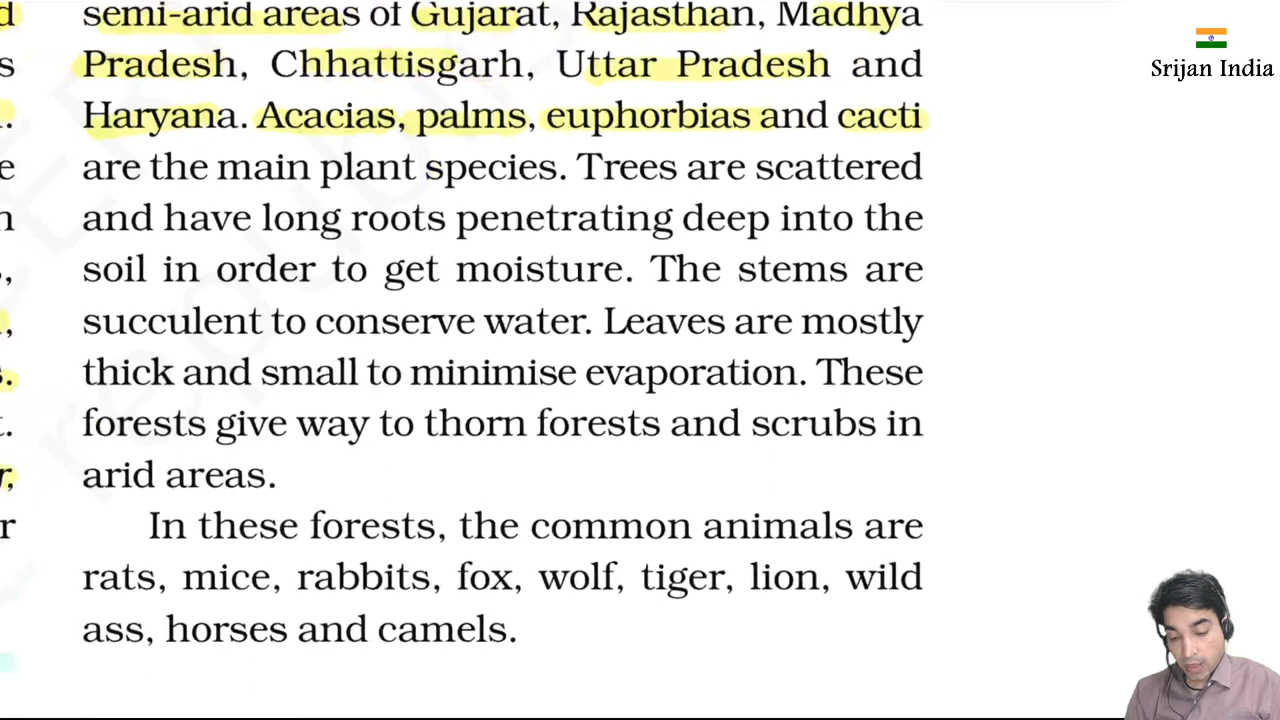 semi-arid areas of Gujarat, Rajasthan, Madhya
Pradesh, Chhattisgarh, Uttar Pradesh and
Haryana. Acacias, palms, euphorbias and cacti
are the main plant species. Trees are scattered
and have long roots penetrating deep into the
soil in order to get moisture. The stems are
succulent to conserve water. Leaves are mostly
thick and small to minimise evaporation. These
forests give way to thorn forests and scrubs in
arid areas.
In these forests, the common animals are
rats, mice, rabbits, fox, wolf, tiger, lion, wild
ass, horses and camels.
Srijan India